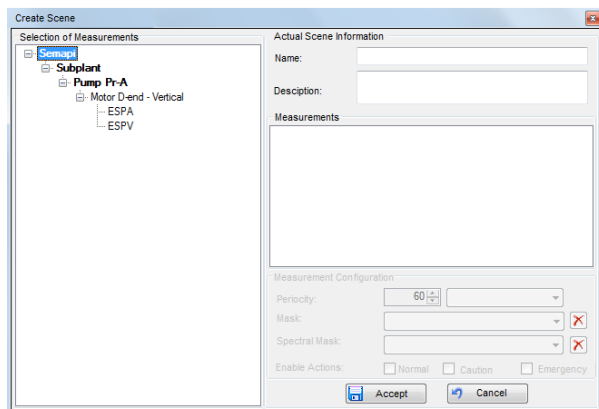 Create Scene
Selection of Measurements
Semapi
Subplant
Pump Pr-A
Motor D-end - Vertical
ESPA
ESPV
Actual Scene Information
Name:
Desciption:
Measurements
Measurement Configuration
Periocity:
60
Mask:
Spectral Mask:
Enable Actions:
Normal
Caution
Emergency
Accept
Cancel